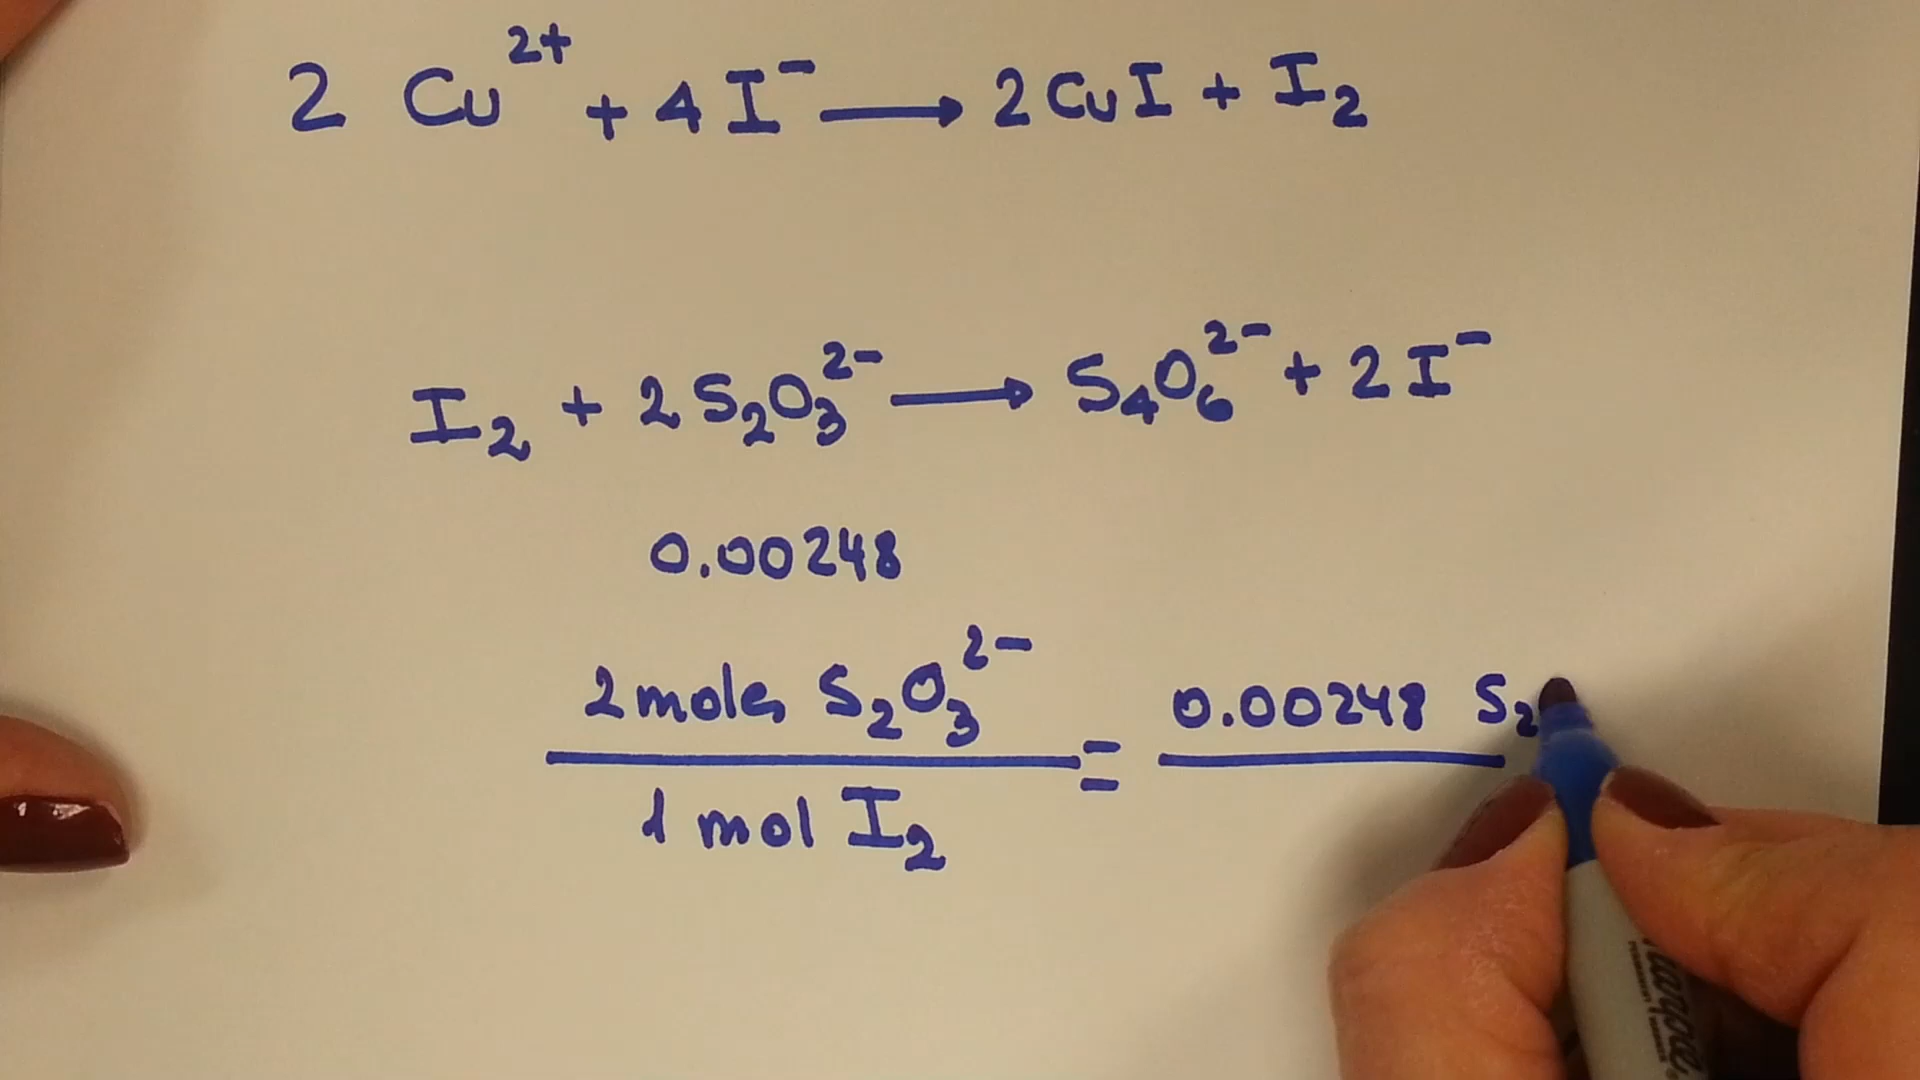 2 Cu²⁺ + 4 I⁻ → 2 CuI + I₂
I₂ + 2 S₂O₃²⁻ → S₄O₆²⁻ + 2 I⁻
0.00248
2 moles S₂O₃²⁻ = 0.00248 S₂
1 mol I₂